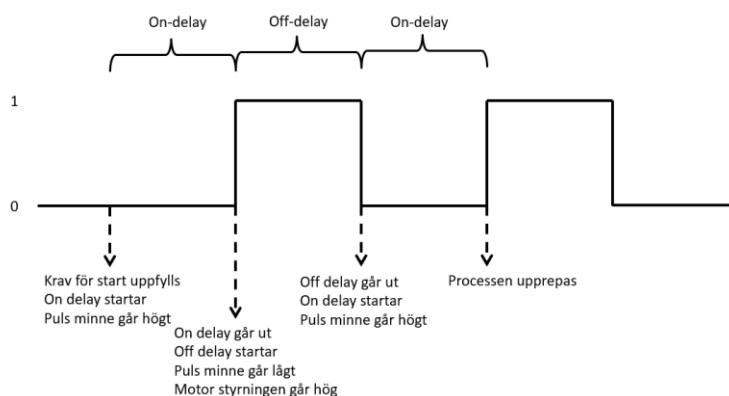 On-delay
Off-delay
On-delay
1
0
Krav för start uppfylls
On delay startar
Puls minne går högt
On delay går ut
Off delay startar
Puls minne går lågt
Motor styrningen går hög
Off delay går ut
On delay startar
Puls minne går högt
Processen upprepas